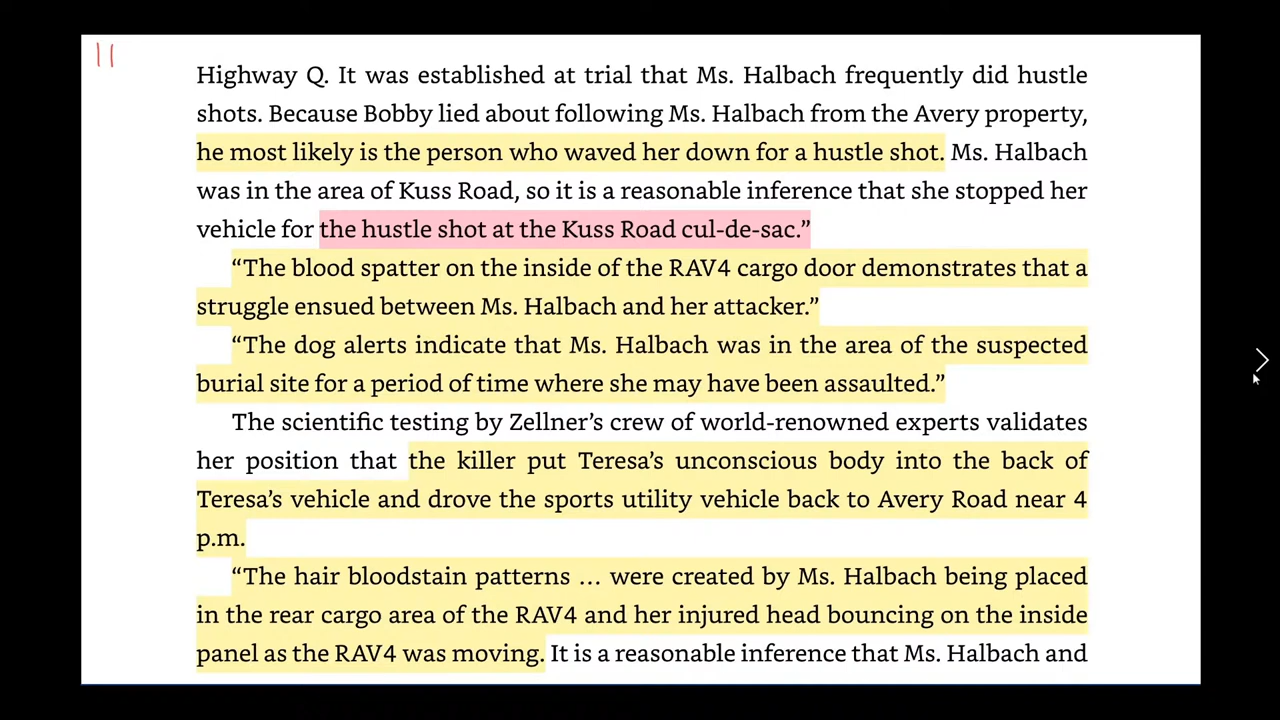 11
Highway Q. It was established at trial that Ms. Halbach frequently did hustle
shots. Because Bobby lied about following Ms. Halbach from the Avery property,
he most likely is the person who waved her down for a hustle shot. Ms. Halbach
was in the area of Kuss Road, so it is a reasonable inference that she stopped her
vehicle for the hustle shot at the Kuss Road cul-de-sac.”
“The blood spatter on the inside of the RAV4 cargo door demonstrates that a
struggle ensued between Ms. Halbach and her attacker.”
“The dog alerts indicate that Ms. Halbach was in the area of the suspected
burial site for a period of time where she may have been assaulted.”
The scientific testing by Zellner’s crew of world-renowned experts validates
her position that the killer put Teresa’s unconscious body into the back of
Teresa’s vehicle and drove the sports utility vehicle back to Avery Road near 4
p.m.
“The hair bloodstain patterns … were created by Ms. Halbach being placed
in the rear cargo area of the RAV4 and her injured head bouncing on the inside
panel as the RAV4 was moving. It is a reasonable inference that Ms. Halbach and